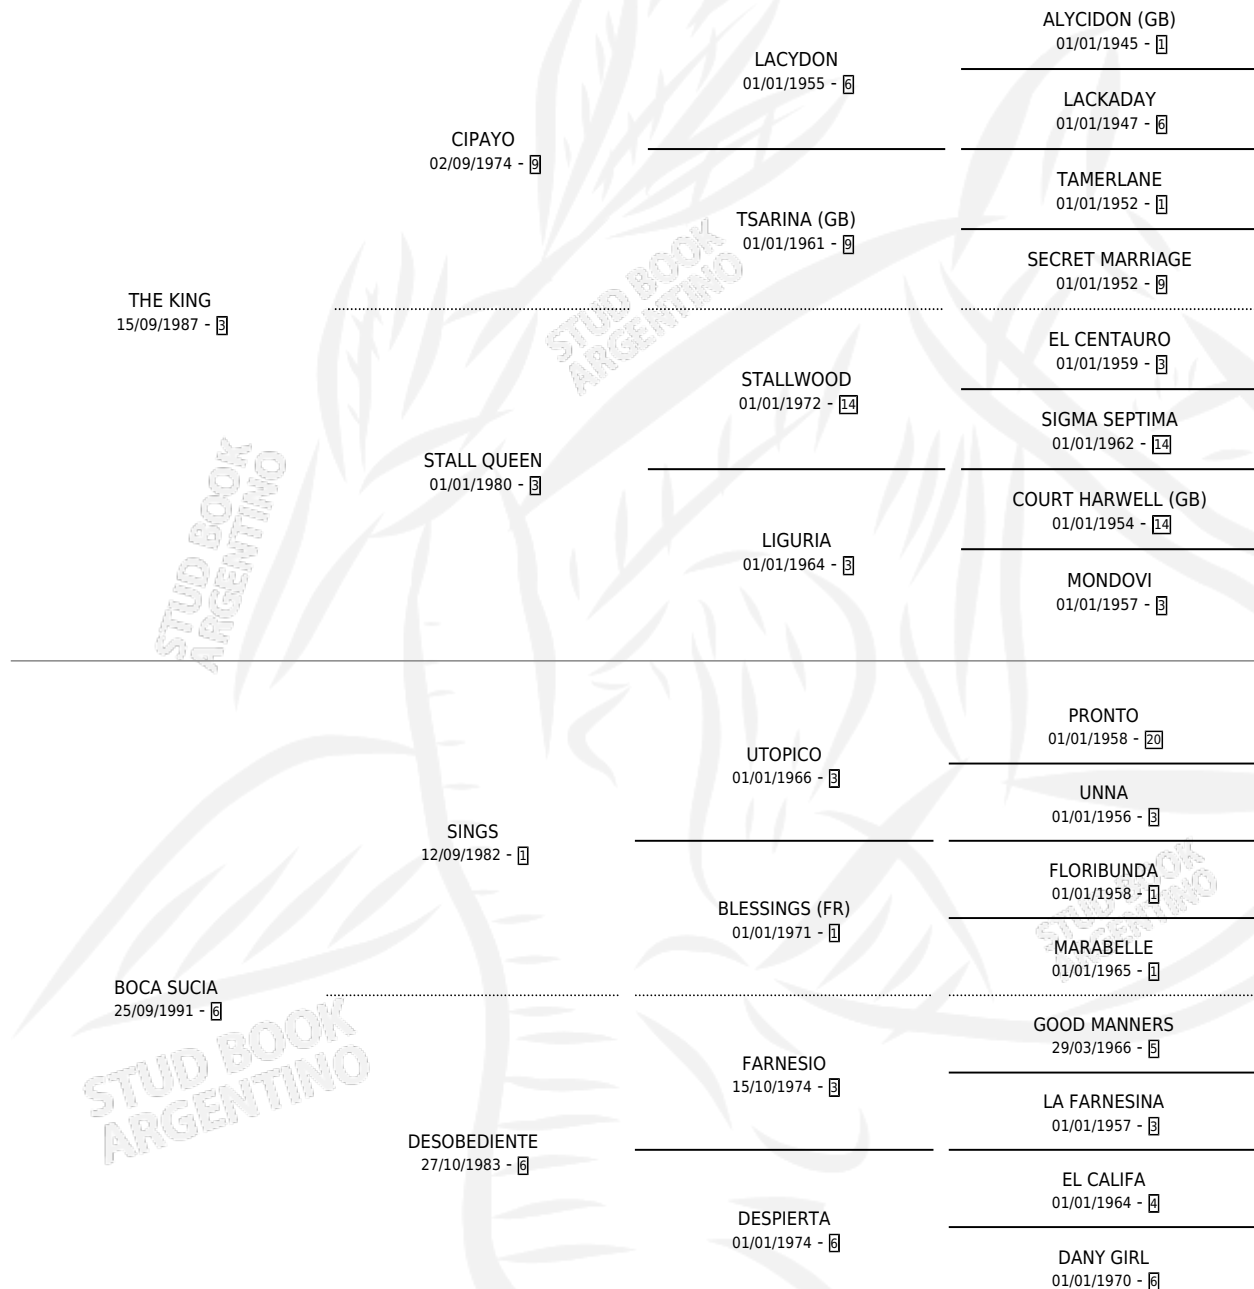 ALYCIDON (GB)
01/01/1945 - 1
LACYDON
01/01/1955 - 6
LACKADAY
01/01/1947 - 6
CIPAYO
02/09/1974 - 9
TAMERLANE
01/01/1952 - 1
TSARINA (GB)
01/01/1961 - 9
SECRET MARRIAGE
01/01/1952 - 9
THE KING
15/09/1987 - 3
EL CENTAURO
01/01/1959 - 3
STALLWOOD
01/01/1972 - 14
SIGMA SEPTIMA
01/01/1962 - 14
STALL QUEEN
01/01/1980 - 3
COURT HARWELL (GB)
01/01/1954 - 14
LIGURIA
01/01/1964 - 3
MONDOVI
01/01/1957 - 3
PRONTO
01/01/1958 - 20
UTOPICO
01/01/1966 - 3
UNNA
01/01/1956 - 3
SINGS
12/09/1982 - 1
FLORIBUNDA
01/01/1958 - 1
BLESSINGS (FR)
01/01/1971 - 1
MARABELLE
01/01/1965 - 1
BOCA SUCIA
25/09/1991 - 6
GOOD MANNERS
29/03/1966 - 5
FARNESIO
15/10/1974 - 3
LA FARNESINA
01/01/1957 - 3
DESOBEDIENTE
27/10/1983 - 6
EL CALIFA
01/01/1964 - 4
DESPIERTA
01/01/1974 - 6
DANY GIRL
01/01/1970 - 6
STUD BOOK
ARGENTINO
STUD BOOK
ARGENTINO
STUD BOOK
ARGENTINO
STUD BOOK
ARGENTINO